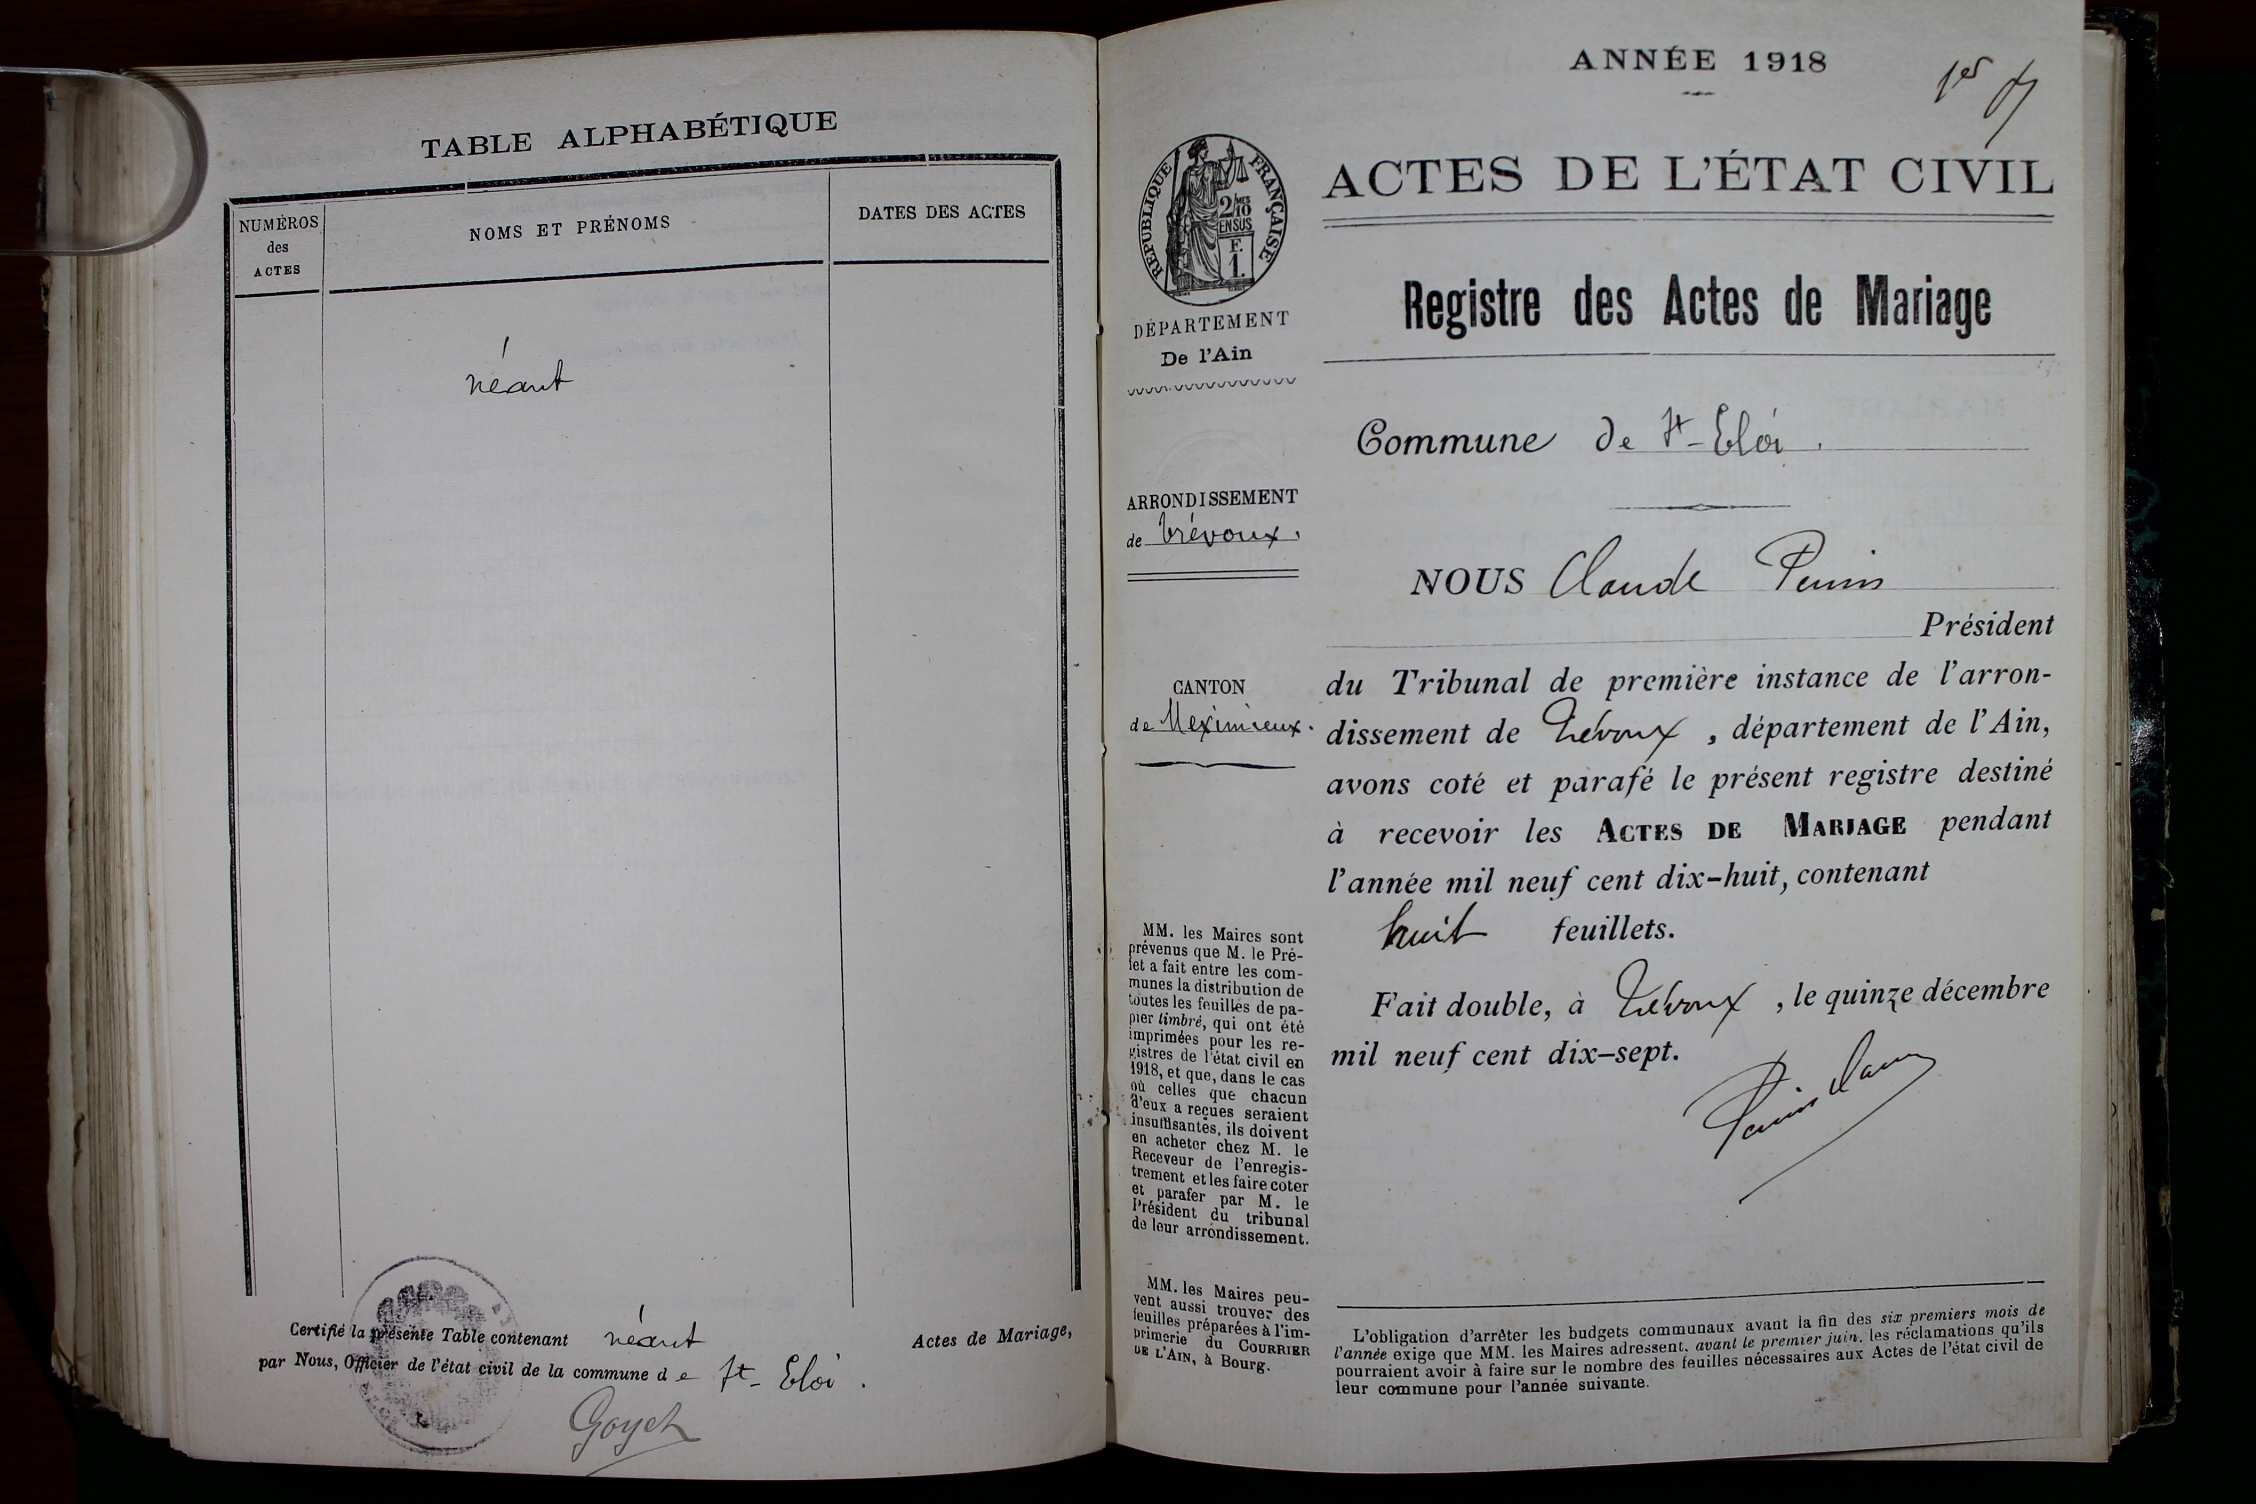 TABLE ALPHABÉTIQUE
NUMÉROS
des
ACTES
NOMS ET PRÉNOMS
DATES DES ACTES
néant
Certifié la présente Table contenant néant Actes de Mariage,
par Nous, Officier de l'état civil de la commune de St-Eloi.
Goyet
ANNÉE 1918
1er
ACTES DE L'ÉTAT CIVIL
RÉPUBLIQUE FRANÇAISE
2/10 MES
EN SUS
F.
1.
DÉPARTEMENT
De l'Ain
Registre des Actes de Mariage
Commune de St-Eloi.
ARRONDISSEMENT
de Trévoux.
CANTON
de Meximieux.
NOUS Claude
Président
du Tribunal de première instance de l'arron-
dissement de Trévoux, département de l'Ain,
avons coté et parafé le présent registre destiné
à recevoir les ACTES DE MARIAGE pendant
l'année mil neuf cent dix-huit, contenant
huit feuillets.
Fait double, à Trévoux, le quinze décembre
mil neuf cent dix-sept.
MM. les Maires sont
prévenus que M. le Pré-
fet a fait entre les com-
munes la distribution de
toutes les feuilles de pa-
pier timbré, qui ont été
imprimées pour les re-
gistres de l'état civil en
1918, et que, dans le cas
où celles que chacun
d'eux a reçues seraient
insuffisantes, ils doivent
en acheter chez M. le
Receveur de l'enregis-
trement et les faire coter
et parafer par M. le
Président du tribunal
de leur arrondissement.
MM. les Maires peu-
vent aussi trouver des
feuilles préparées à l'im-
primerie du COURRIER
DE L'AIN, à Bourg.
L'obligation d'arrêter les budgets communaux avant la fin des six premiers mois de
l'année exige que MM. les Maires adressent, avant le premier juin, les réclamations qu'ils
pourraient avoir à faire sur le nombre des feuilles nécessaires aux Actes de l'état civil de
leur commune pour l'année suivante.